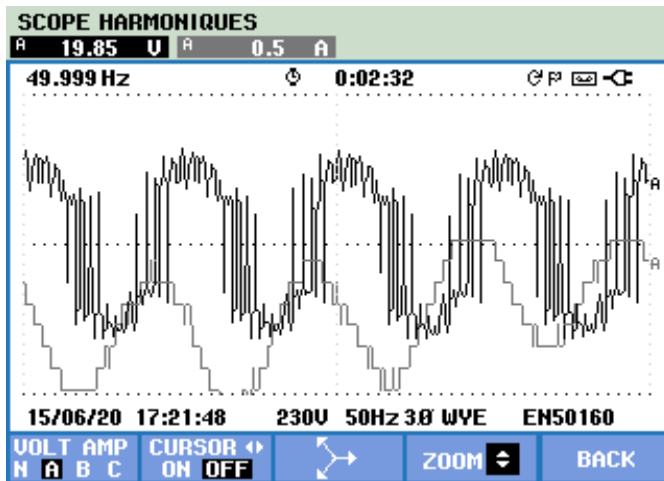 SCOPE HARMONIQUES
A 19.85 V A 0.5 A
49.999 Hz 0:02:32
A
A
15/06/20 17:21:48 230V 50Hz 3Ø WYE EN50160
VOLT AMP
N A B C
CURSOR
ON OFF
ZOOM
BACK